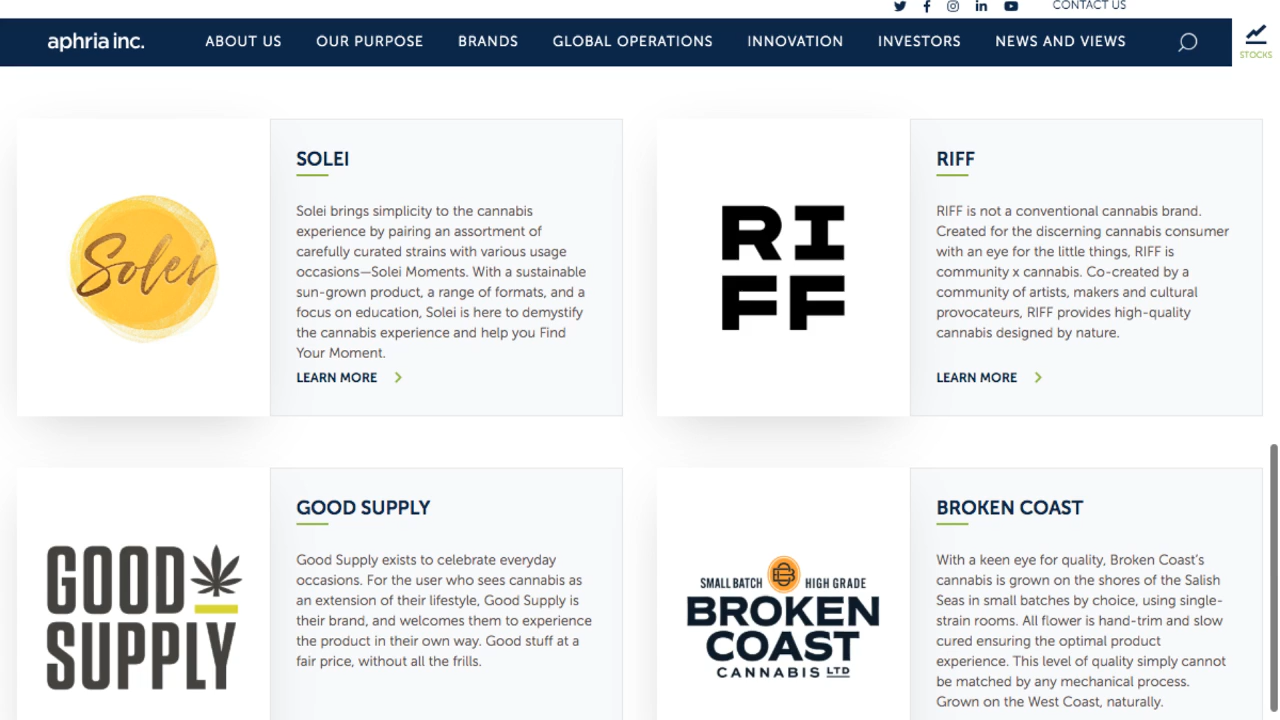 CONTACT US
aphria inc.
ABOUT US OUR PURPOSE BRANDS GLOBAL OPERATIONS INNOVATION INVESTORS NEWS AND VIEWS
STOCKS
Solei
SOLEI
Solei brings simplicity to the cannabis
experience by pairing an assortment of
carefully curated strains with various usage
occasions—Solei Moments. With a sustainable
sun-grown product, a range of formats, and a
focus on education, Solei is here to demystify
the cannabis experience and help you Find
Your Moment.
LEARN MORE
RI
FF
RIFF
RIFF is not a conventional cannabis brand.
Created for the discerning cannabis consumer
with an eye for the little things, RIFF is
community x cannabis. Co-created by a
community of artists, makers and cultural
provocateurs, RIFF provides high-quality
cannabis designed by nature.
LEARN MORE
GOOD
SUPPLY
GOOD SUPPLY
Good Supply exists to celebrate everyday
occasions. For the user who sees cannabis as
an extension of their lifestyle, Good Supply is
their brand, and welcomes them to experience
the product in their own way. Good stuff at a
fair price, without all the frills.
SMALL BATCH HIGH GRADE
BROKEN
COAST
CANNABIS LTD
BROKEN COAST
With a keen eye for quality, Broken Coast's
cannabis is grown on the shores of the Salish
Seas in small batches by choice, using single-
strain rooms. All flower is hand-trim and slow
cured ensuring the optimal product
experience. This level of quality simply cannot
be matched by any mechanical process.
Grown on the West Coast, naturally.